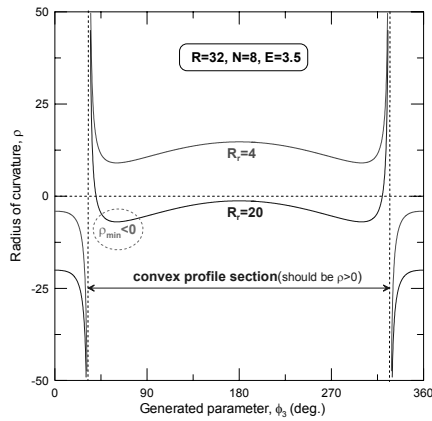 50
25
0
-25
-50
Radius of curvature, ρ
R=32, N=8, E=3.5
Rᵣ=4
Rᵣ=20
ρmin<0
convex profile section(should be ρ>0)
0 90 180 270 360
Generated parameter, ϕ₃ (deg.)